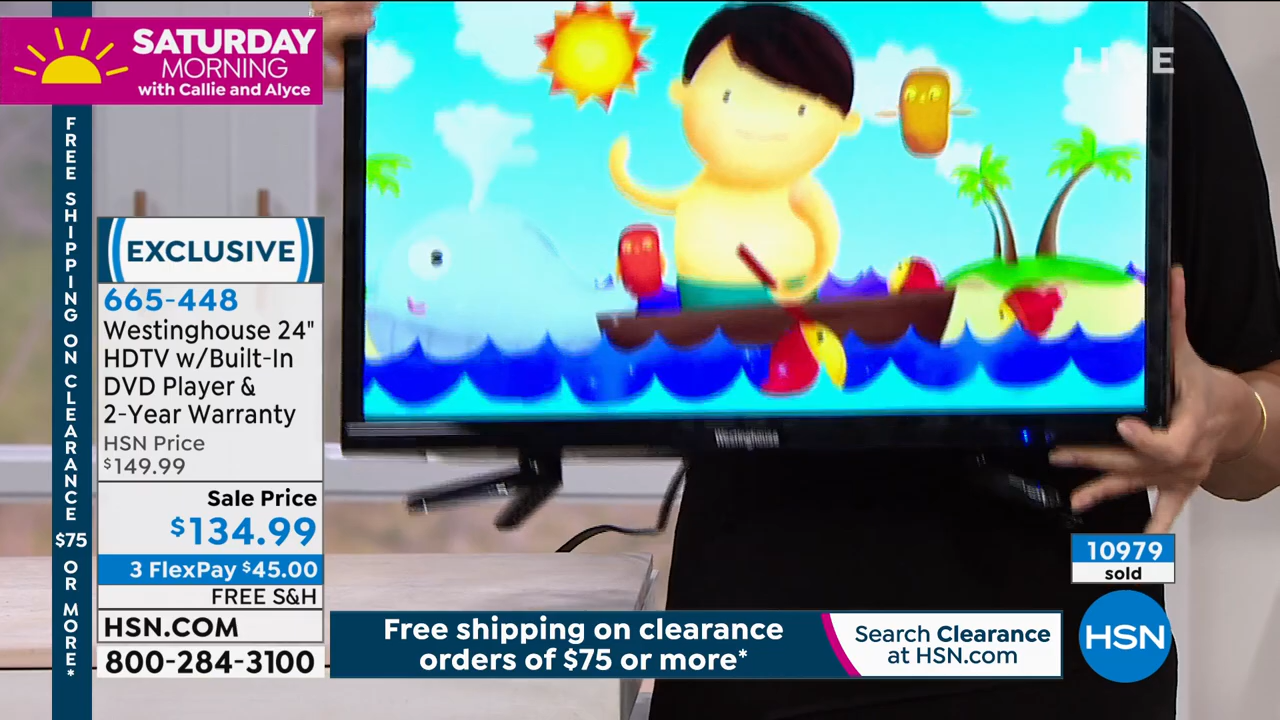 SATURDAY
MORNING
with Callie and Alyce
LIVE
FREE SHIPPING ON CLEARANCE $75 OR MORE*
EXCLUSIVE
665-448
Westinghouse 24"
HDTV w/Built-In
DVD Player &
2-Year Warranty
HSN Price
$149.99
Sale Price
$134.99
3 FlexPay $45.00
FREE S&H
HSN.COM
800-284-3100
Westinghouse
10979
sold
Free shipping on clearance
orders of $75 or more*
Search Clearance
at HSN.com
HSN